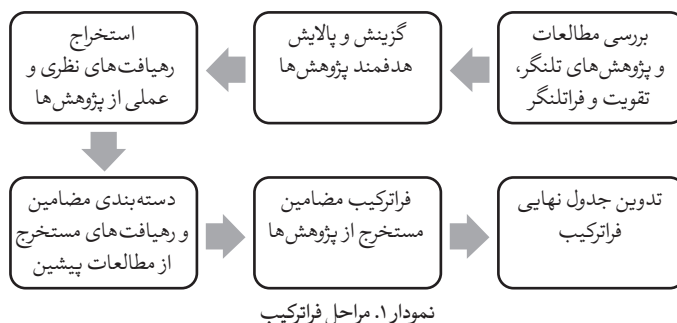 بررسی مطالعات
و پژوهش‌های تلنگر،
تقویت و فراتلنگر
گزینش و پالایش
هدفمند پژوهش‌ها
استخراج
رهیافت‌های نظری و
عملی از پژوهش‌ها
دسته‌بندی مضامین
و رهیافت‌های مستخرج
از مطالعات پیشین
فراترکیب مضامین
مستخرج از پژوهش‌ها
تدوین جدول نهایی
فراترکیب
نمودار ۱. مراحل فراترکیب